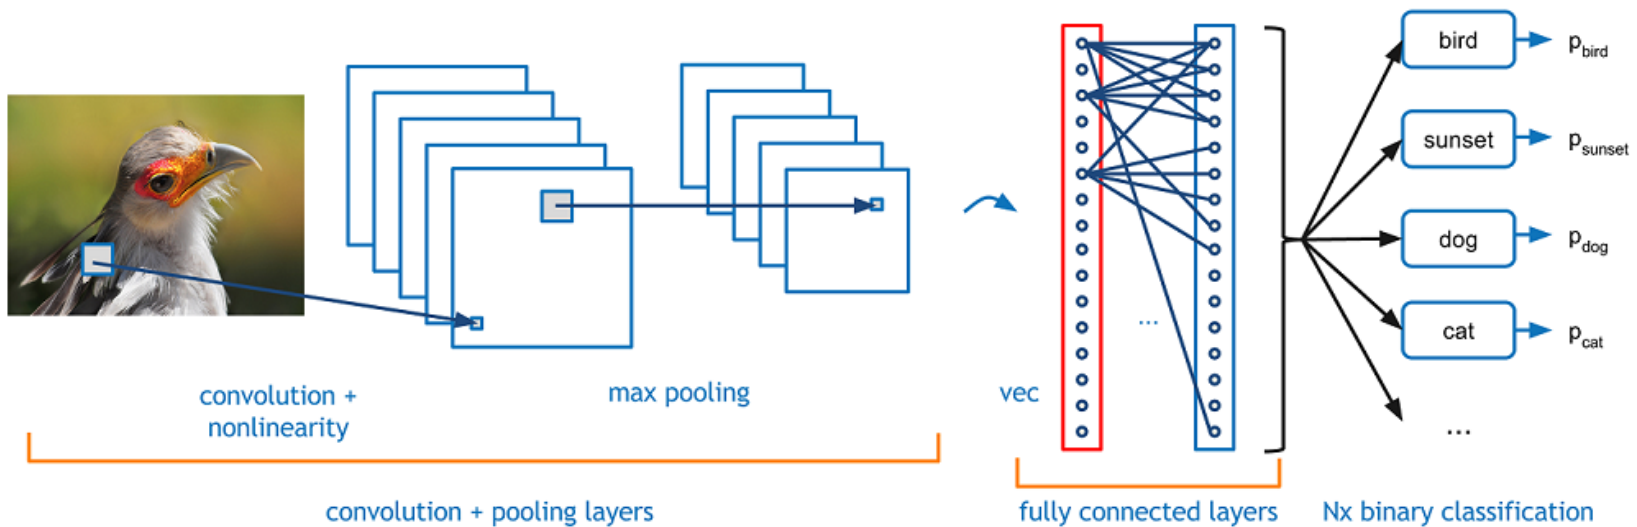 bird
p_bird
sunset
p_sunset
dog
p_dog
cat
p_cat
...
...
convolution +
nonlinearity
max pooling
vec
convolution + pooling layers
fully connected layers
Nx binary classification